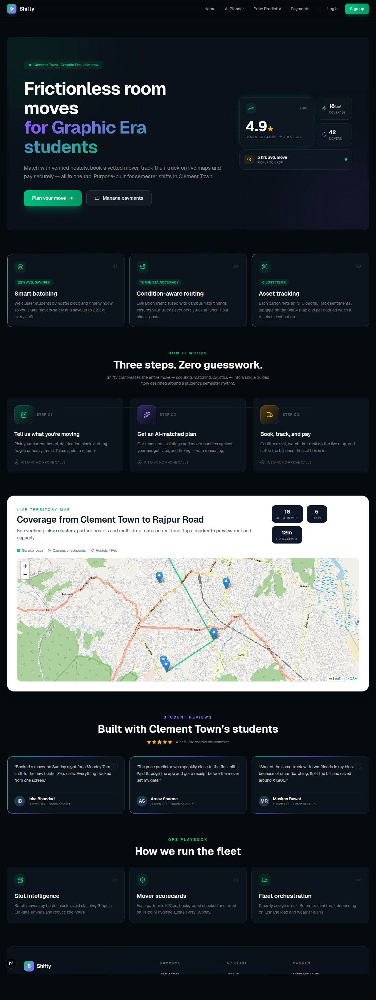 Shifty
Home
AI Planner
Price Predictor
Payments
Log in
Sign up
Clement Town · Graphic Era · Live now
Frictionless room
moves
for Graphic Era
students
Match with verified hostels, book a vetted mover, track their truck on live maps and
pay securely — all in one tap. Purpose-built for semester shifts in Clement Town.
Plan your move
Manage payments
LIVE
4.9★
SEMESTER RATING · 312 REVIEWS
18km²
COVERAGE
42
MOVERS
5 hrs avg. move
PICKUP TO DROP
01
22% AVG. SAVINGS
Smart batching
We cluster students by hostel block and time window
so you share movers safely and save up to 22% on
every shift.
02
12 MIN ETA ACCURACY
Condition-aware routing
Live Doon traffic fused with campus gate timings
ensures your truck never gets stuck at lunch-hour
check-posts.
03
0 LOST ITEMS
Asset tracking
Each carton gets an NFC badge. Track sentimental
luggage on the Shifty map and get notified when it
reaches destination.
HOW IT WORKS
Three steps. Zero guesswork.
Shifty compresses the entire move — scouting, matching, logistics — into a single guided
flow designed around a student's semester rhythm.
STEP 01
Tell us what you're moving
Pick your current hostel, destination block, and tag
fragile or heavy items. Takes under a minute.
INSTANT, NO PHONE CALLS
STEP 02
Get an AI-matched plan
Our model ranks listings and mover bundles against
your budget, vibe, and timing — with reasoning.
INSTANT, NO PHONE CALLS
STEP 03
Book, track, and pay
Confirm a slot, watch the truck on the live map, and
settle the bill once the last box is in.
INSTANT, NO PHONE CALLS
LIVE TERRITORY MAP
Coverage from Clement Town to Rajpur Road
See verified pickup clusters, partner hostels and multi-drop routes in real time. Tap a marker to preview rent and
capacity.
18
ACTIVE MOVERS
5
TRUCKS
12m
ETA ACCURACY
Service route
Campus checkpoints
Hostels / PGs
+
−
Teliwala
Shimla Bypass Road
Saharanpur Road
Saharanpur Road
Gandhi Road
Raipur Road
Rāipur
NH7
NH7
ISBT Road
Turner Road
Raipur Road
Level
Leaflet | © OSM
STUDENT REVIEWS
Built with Clement Town’s students
4.9 / 5 · 312 reviews this semester
“Booked a mover on Sunday night for a Monday 7am
shift to the new hostel. Zero calls. Everything tracked
from one screen.”
IB
Isha Bhandari
B.Tech CSE · Batch of 2026
“The price predictor was spookily close to the final bill.
Paid through the app and got a receipt before the mover
left my gate.”
AS
Arnav Sharma
B.Tech ECE · Batch of 2027
“Shared the same truck with two friends in my block
because of smart batching. Split the bill and saved
around ₹1,800.”
MR
Muskan Rawat
B.Tech CSE · Batch of 2025
OPS PLAYBOOK
How we run the fleet
01
Slot intelligence
Batch movers by hostel block, avoid clashing Graphic
Era gate timings and reduce idle hours.
02
Mover scorecards
Each partner is KYCed, background checked and rated
on 14-point hygiene audits every Sunday.
03
Fleet orchestration
Smartly assign e-rick, Bolero or mini truck depending
on luggage load and weather alerts.
N
S
Shifty
PRODUCT
AI planner
ACCOUNT
Sign in
CAMPUS
Clement Town